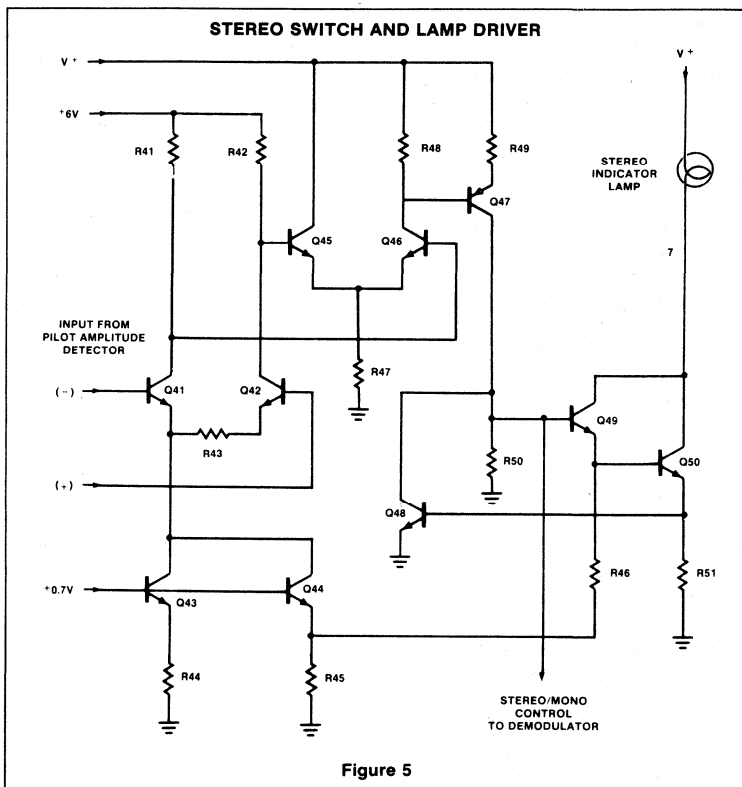 STEREO SWITCH AND LAMP DRIVER
V+
V+
+6V
R41
R42
R48
R49
STEREO
INDICATOR
LAMP
Q47
Q45
Q46
7
INPUT FROM
PILOT AMPLITUDE
DETECTOR
R47
(-)
Q41
Q42
Q49
R43
R50
Q50
(+)
Q48
+0.7V
Q43
Q44
R46
R51
R44
R45
STEREO/MONO
CONTROL
TO DEMODULATOR
Figure 5